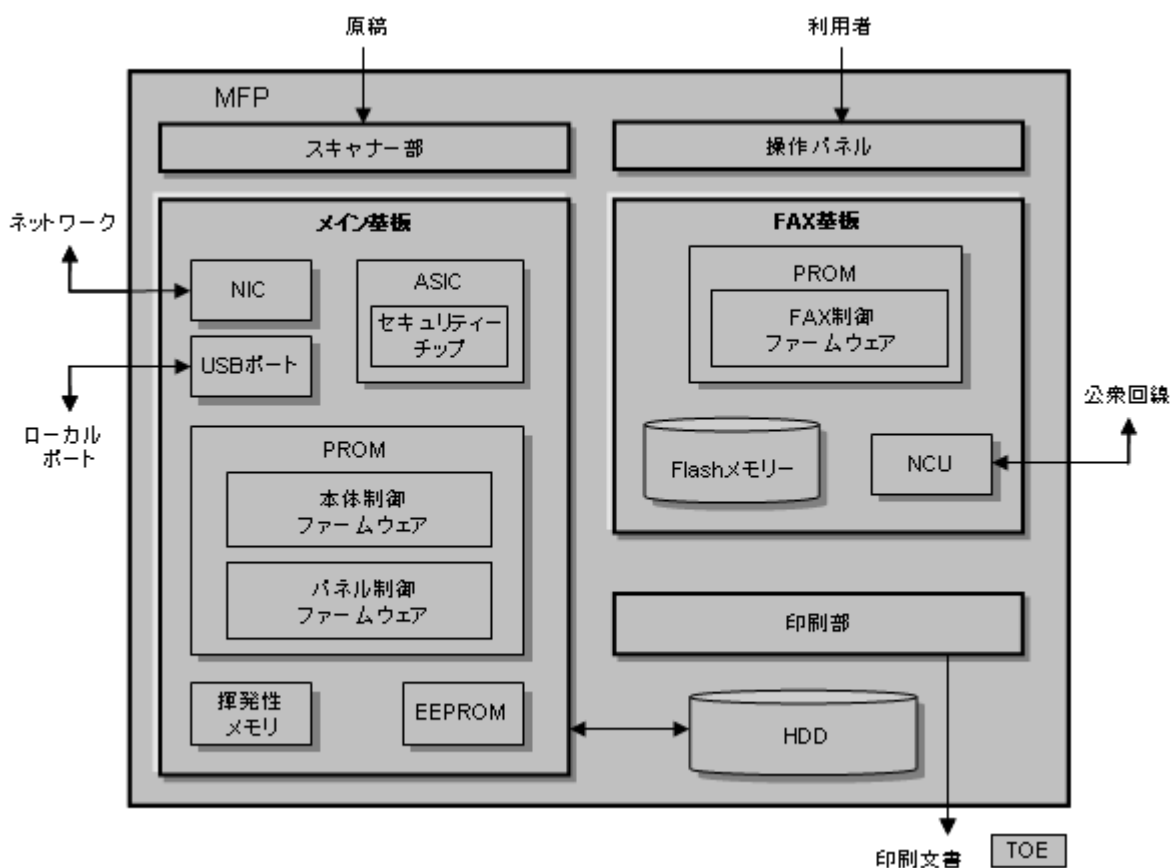 原稿
利用者
MFP
スキャナー部
操作パネル
ネットワーク
メイン基板
NIC
ASIC
セキュリティー
チップ
USBポート
ローカル
ポート
PROM
本体制御
ファームウェア
パネル制御
ファームウェア
揮発性
メモリ
EEPROM
FAX基板
PROM
FAX制御
ファームウェア
Flashメモリー
NCU
公衆回線
印刷部
HDD
印刷文書
TOE